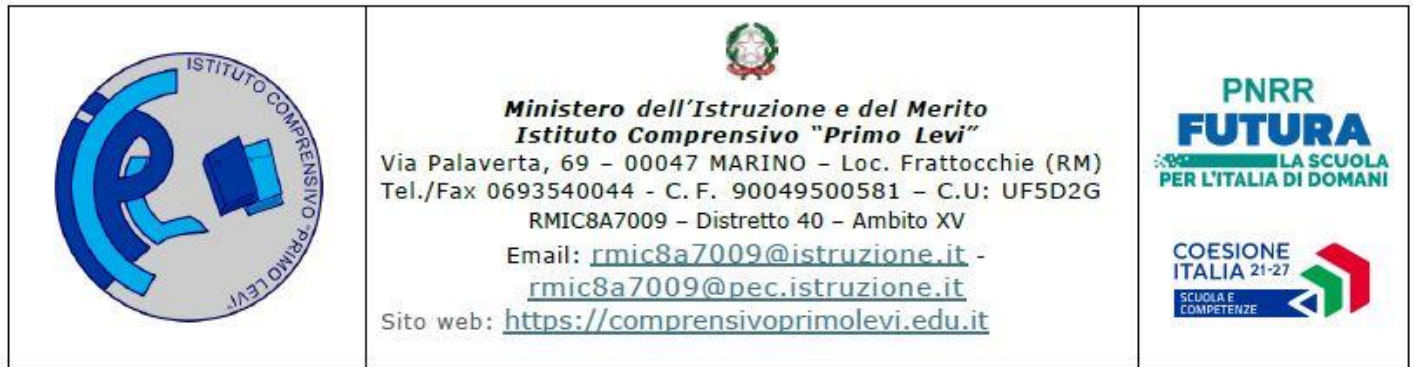 ISTITUTO COMPRENSIVO "PRIMO LEVI"
Ministero dell'Istruzione e del Merito
Istituto Comprensivo "Primo Levi"
Via Palaverta, 69 – 00047 MARINO – Loc. Frattocchie (RM)
Tel./Fax 0693540044 - C. F. 90049500581 – C.U: UF5D2G
RMIC8A7009 – Distretto 40 – Ambito XV
Email: rmic8a7009@istruzione.it -
rmic8a7009@pec.istruzione.it
Sito web: https://comprensivoprimolevi.edu.it
PNRR
FUTURA
LA SCUOLA
PER L'ITALIA DI DOMANI
COESIONE
ITALIA 21-27
SCUOLA E
COMPETENZE